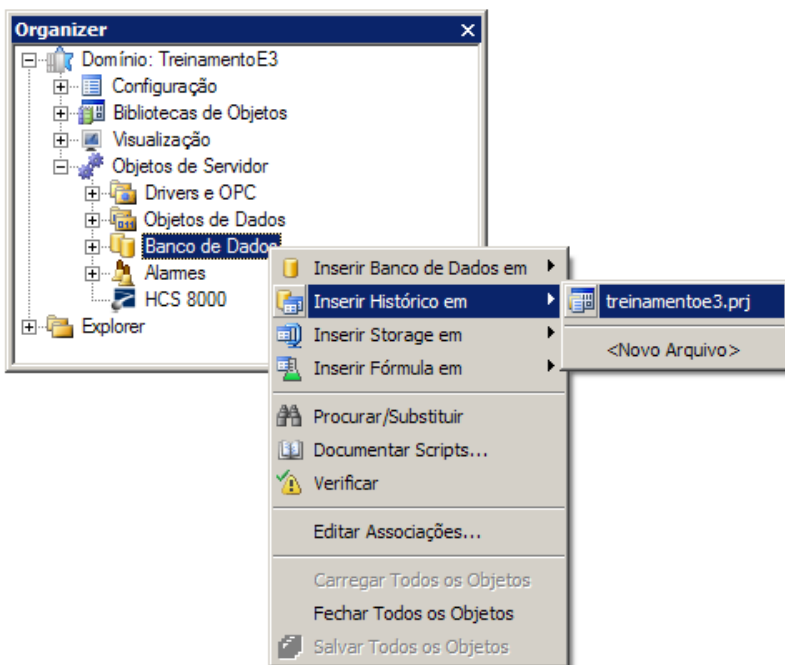 Organizer
Domínio: TreinamentoE3
Configuração
Bibliotecas de Objetos
Visualização
Objetos de Servidor
Drivers e OPC
Objetos de Dados
Banco de Dados
Alarmes
HCS 8000
Explorer
Inserir Banco de Dados em
Inserir Histórico em
Inserir Storage em
Inserir Fórmula em
Procurar/Substituir
Documentar Scripts...
Verificar
Editar Associações...
Carregar Todos os Objetos
Fechar Todos os Objetos
Salvar Todos os Objetos
treinamentoe3.prj
<Novo Arquivo>